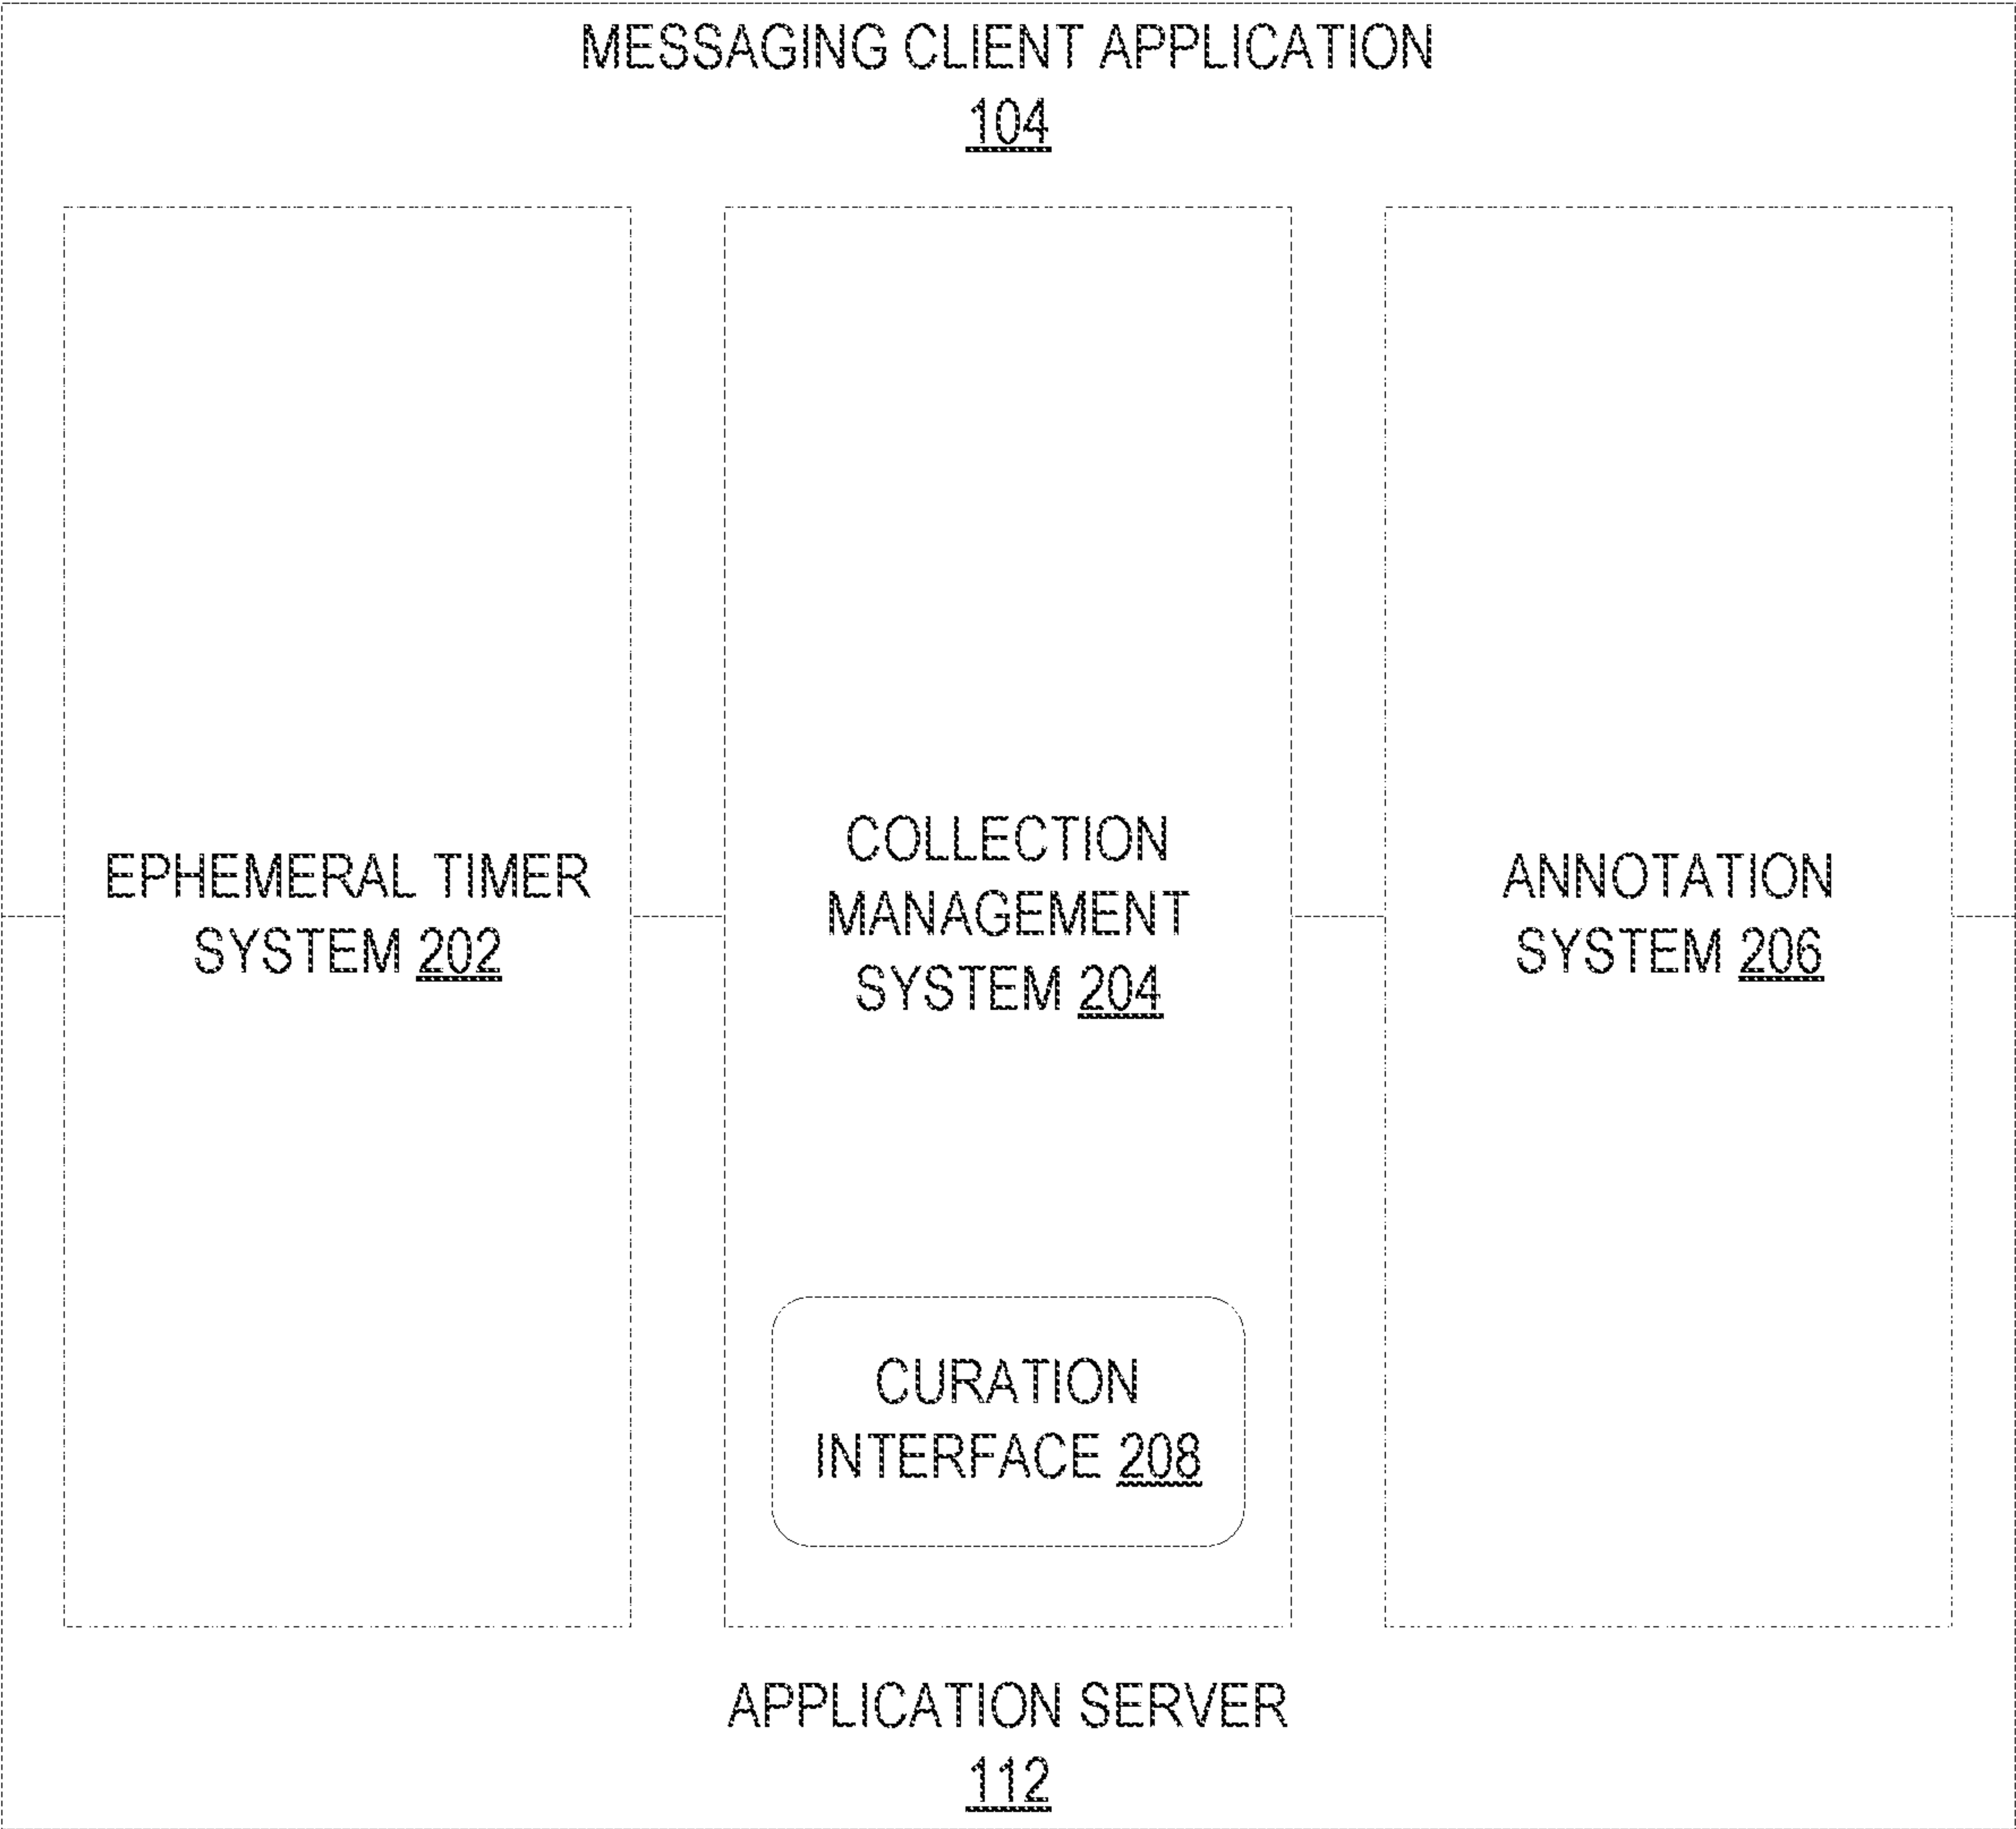 MESSAGING CLIENT APPLICATION
104
EPHEMERAL TIMER
SYSTEM 202
COLLECTION
MANAGEMENT
SYSTEM 204
ANNOTATION
SYSTEM 206
CURATION
INTERFACE 208
APPLICATION SERVER
112